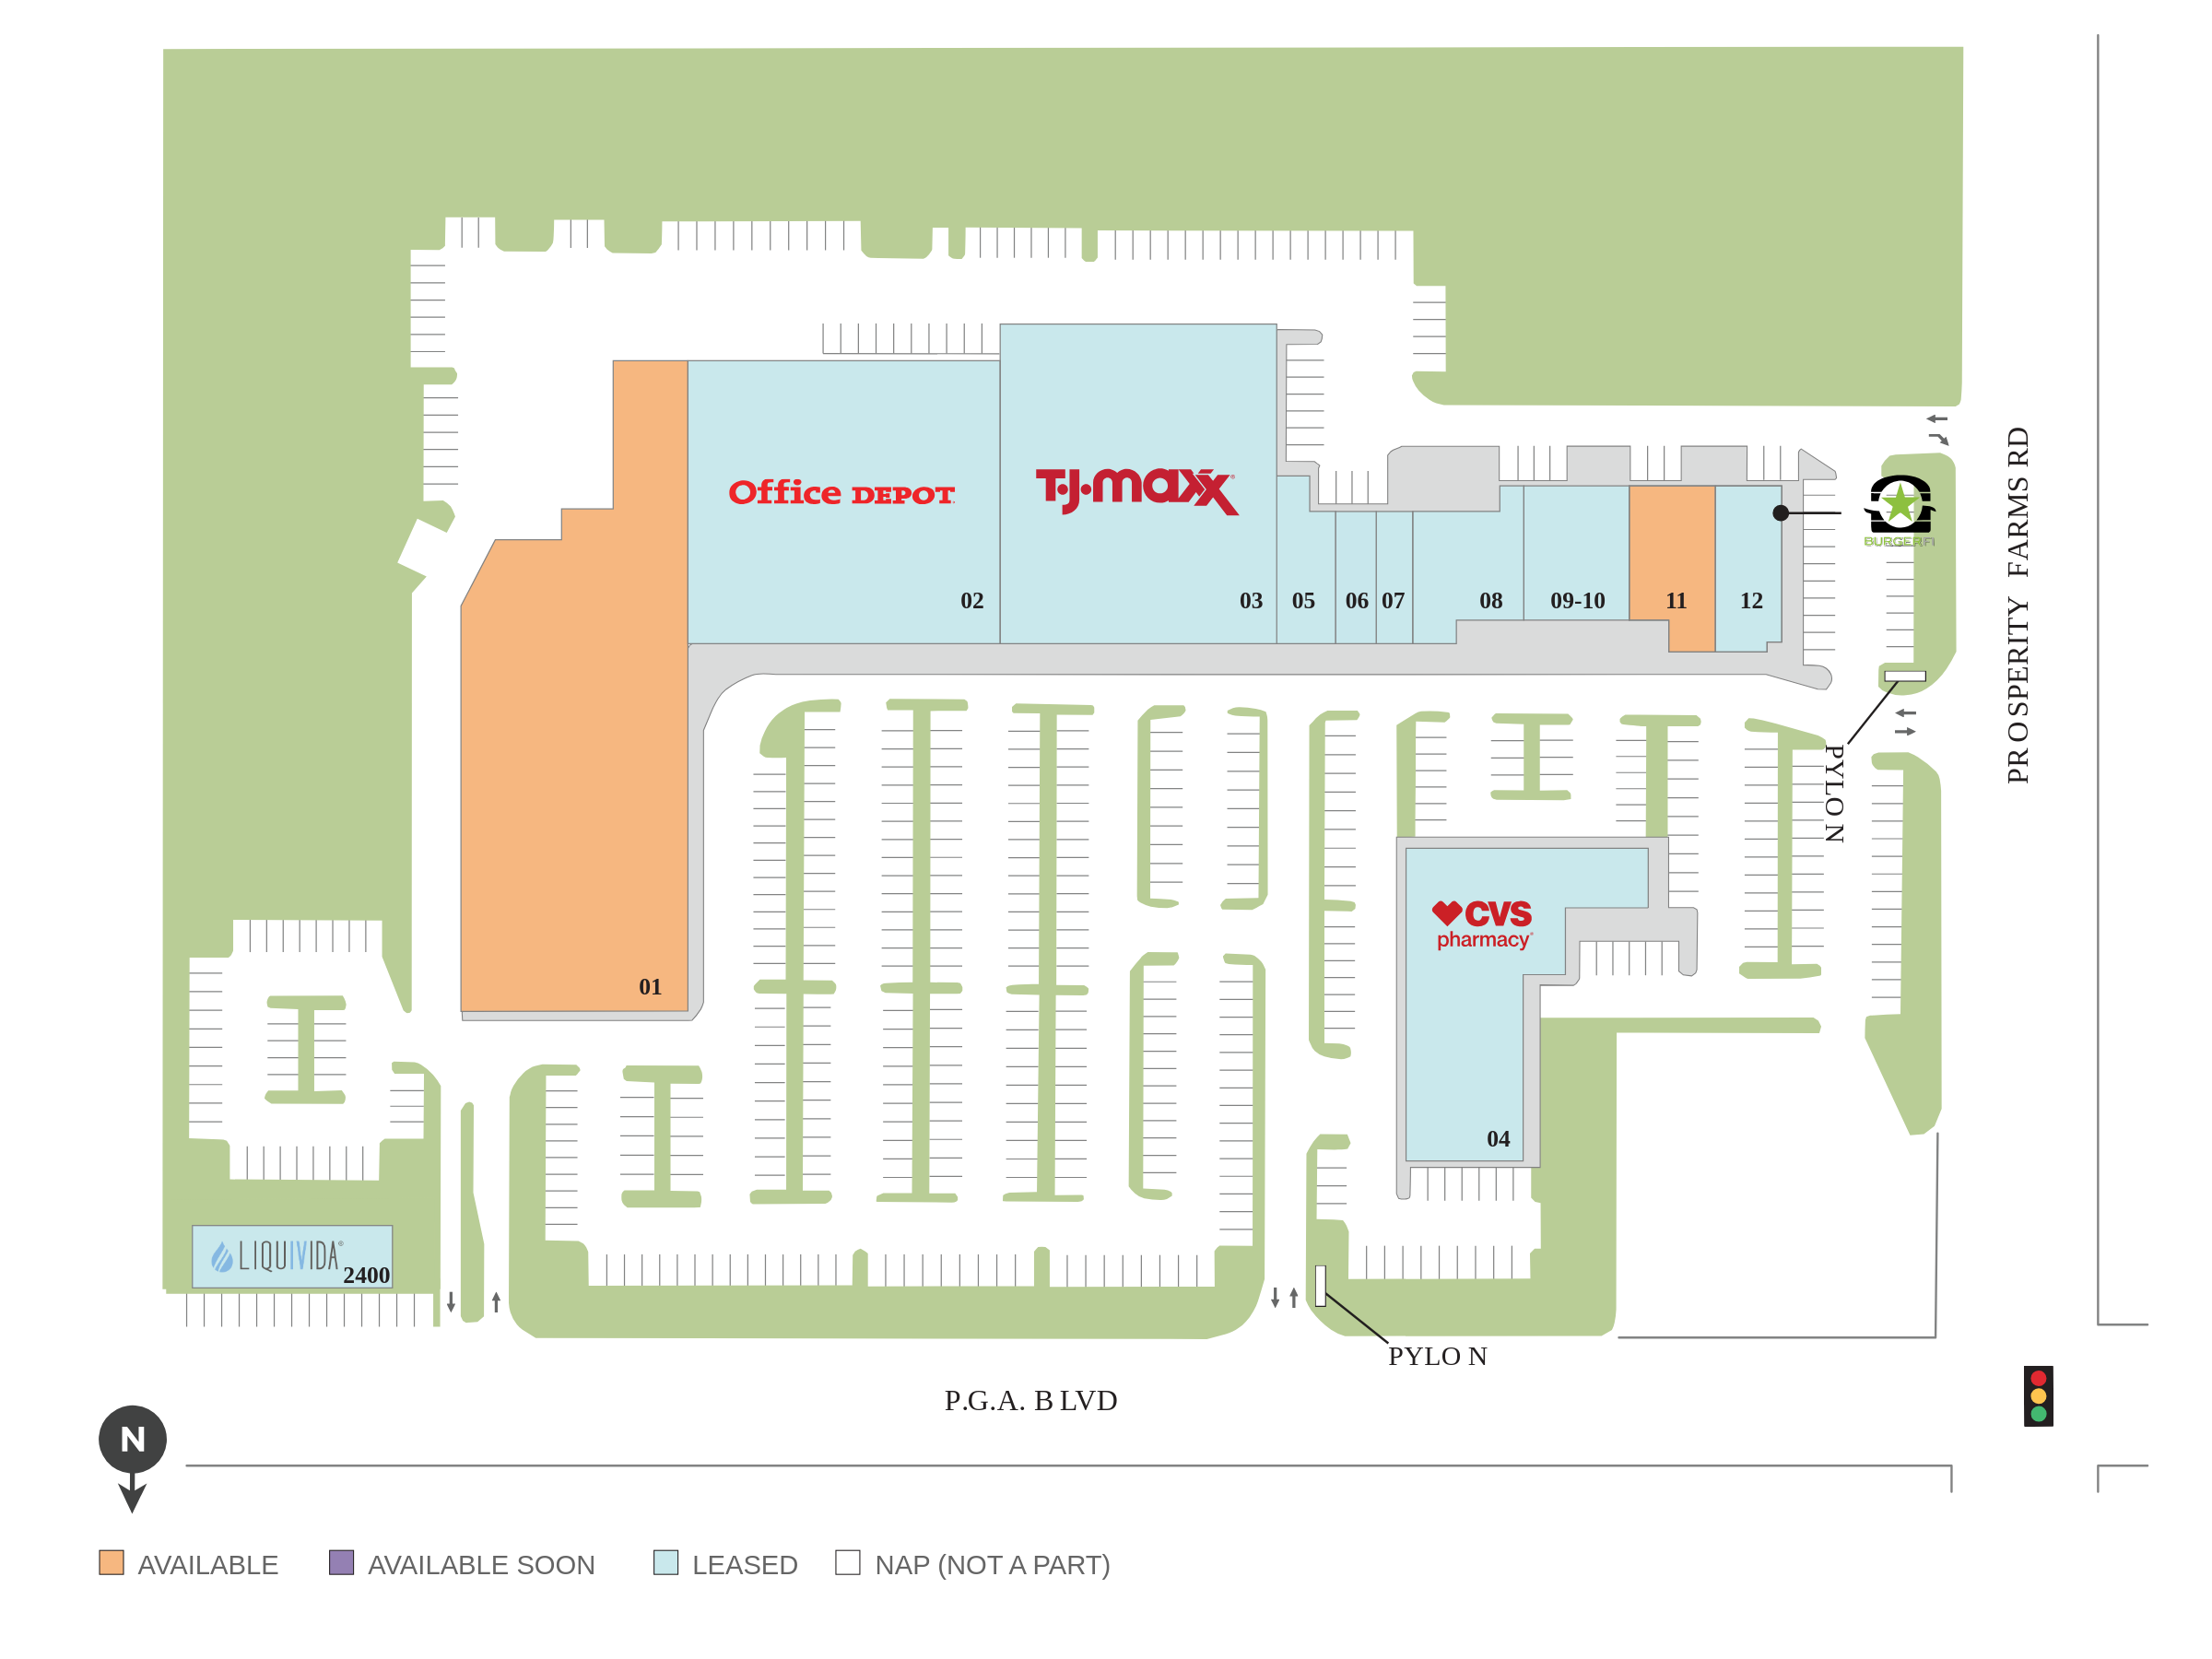 Office DEPOT.
T.J.maxx®
BURGERFI
02
03
05
06
07
08
09-10
11
12
PROSPERITY FARMS RD
PYLON
CVS
pharmacy®
01
04
LIQUIVIDA®
2400
PYLON
P.G.A. BLVD
N
AVAILABLE
AVAILABLE SOON
LEASED
NAP (NOT A PART)